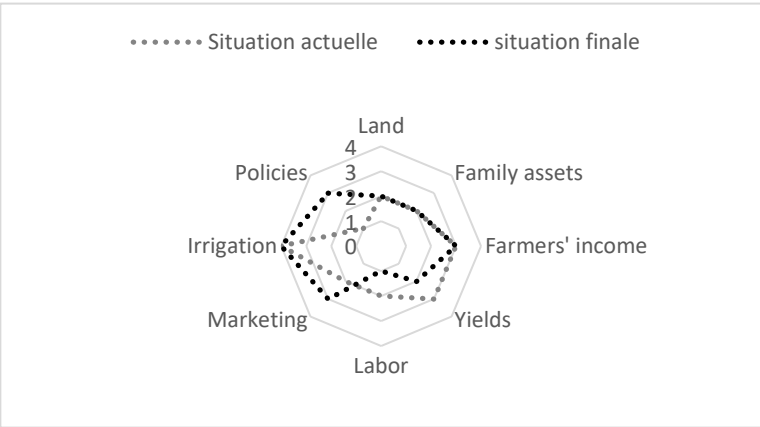 Situation actuelle situation finale
Land
4
Policies 3 Family assets
2
1
Irrigation 0 Farmers' income
Marketing Yields
Labor